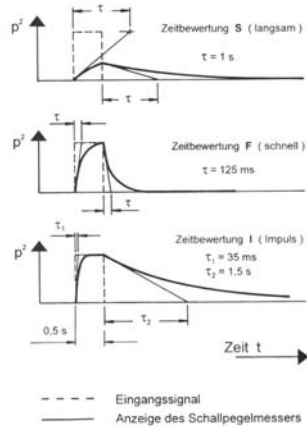 p²
τ
Zeitbewertung S ( langsam )
τ = 1 s
τ
p²
τ
Zeitbewertung F (schnell )
τ = 125 ms
τ
p²
τ₁
Zeitbewertung I ( Impuls )
τ₁ = 35 ms
τ₂ = 1,5 s
0,5 s
τ₂
Zeit t
Eingangssignal
Anzeige des Schallpegelmessers